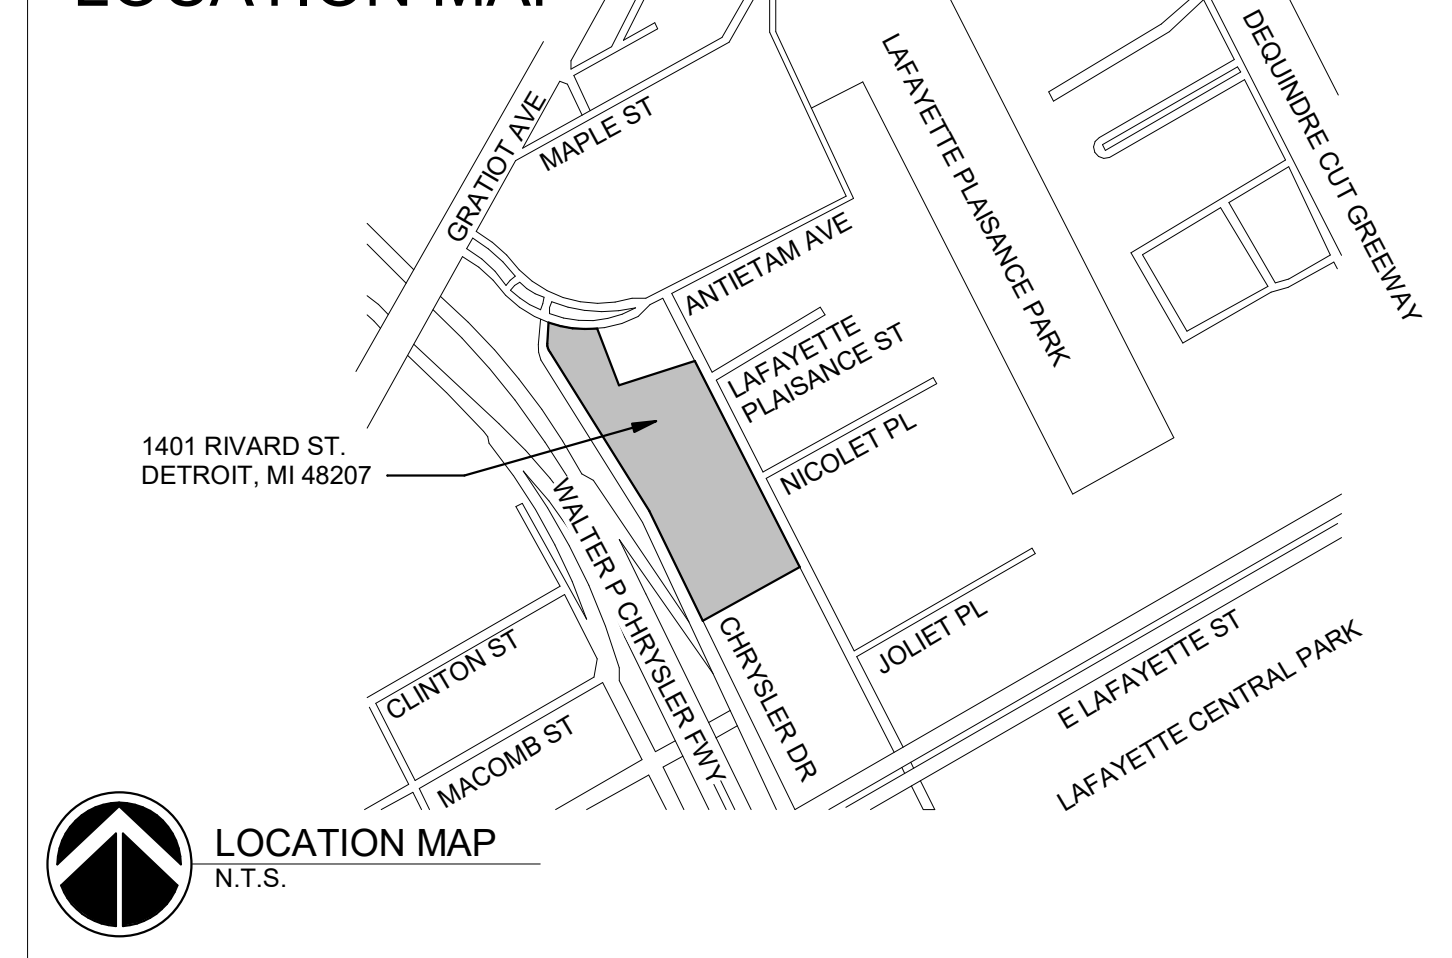 LOCATION MAP
GRATIOT AVE
MAPLE ST
LAFAYETTE PLAISANCE PARK
DEQUINDRE CUT GREEWAY
ANTIETAM AVE
LAFAYETTE
PLAISANCE ST
NICOLET PL
1401 RIVARD ST.
DETROIT, MI 48207
WALTER P CHRYSLER FWY
CHRYSLER DR
JOLIET PL
E LAFAYETTE ST
LAFAYETTE CENTRAL PARK
CLINTON ST
MACOMB ST
LOCATION MAP
N.T.S.